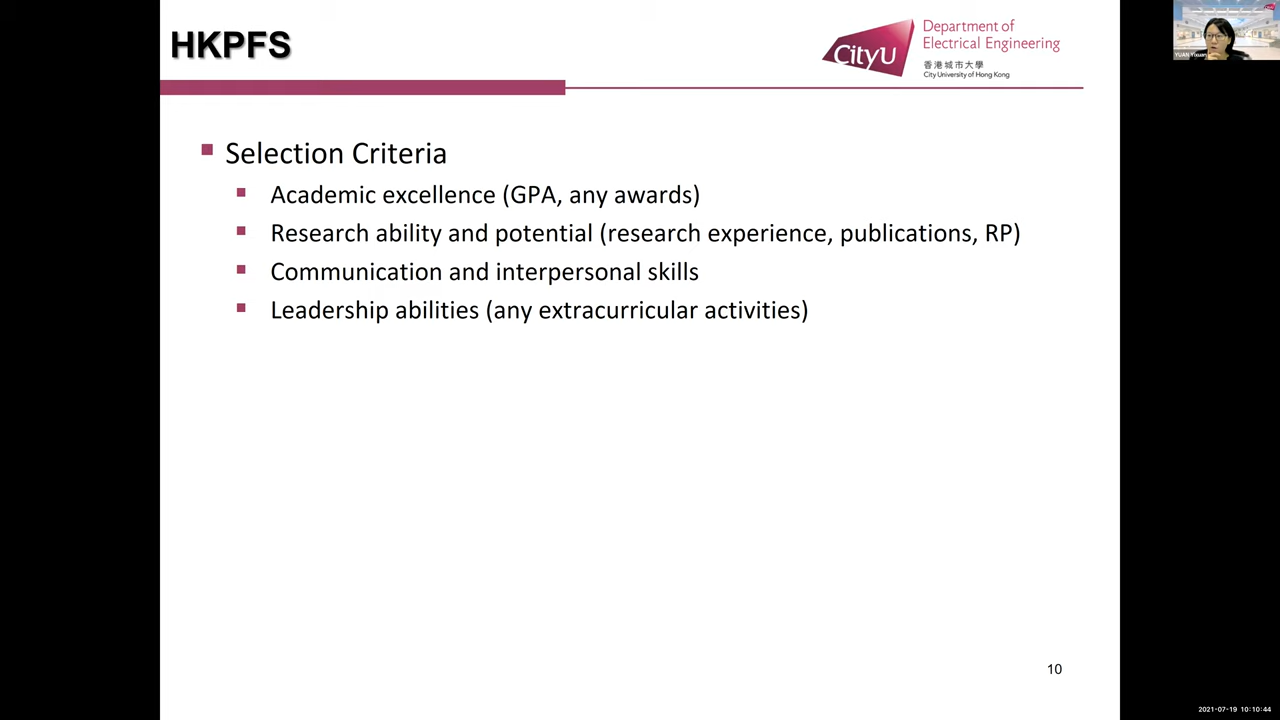 HKPFS
CityU
Department of
Electrical Engineering
香港城市大學
City University of Hong Kong
YUAN Yixuan
Selection Criteria
Academic excellence (GPA, any awards)
Research ability and potential (research experience, publications, RP)
Communication and interpersonal skills
Leadership abilities (any extracurricular activities)
10
2021-07-19 10:10:44